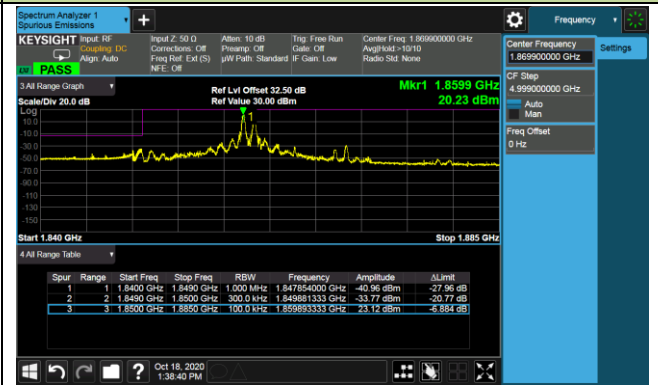 Spectrum Analyzer 1
Spurious Emissions
Frequency
KEYSIGHT Input: RF Input Z: 50 Ω Atten: 10 dB Trig: Free Run Center Freq: 1.869900000 GHz
Coupling: DC Corrections: Off Preamp: Off Gate: Off Avg|Hold:>10/10
Align: Auto Freq Ref: Ext (S) µW Path: Standard IF Gain: Low Radio Std: None
NFE: Off
PASS
Center Frequency
1.869900000 GHz
Settings
CF Step
4.999000000 GHz
Auto
Man
Freq Offset
0 Hz
3 All Range Graph
Ref Lvl Offset 32.50 dB Mkr1 1.8599 GHz
Scale/Div 20.0 dB Ref Value 30.00 dBm 20.23 dBm
Log
10.0
1
-10.0
-30.0
-50.0
-70.0
-90.0
-110
-130
-150
Start 1.840 GHz Stop 1.885 GHz
4 All Range Table
Spur Range Start Freq Stop Freq RBW Frequency Amplitude ΔLimit
1 1 1.8400 GHz 1.8490 GHz 1.000 MHz 1.847854000 GHz -40.96 dBm -27.96 dB
2 2 1.8490 GHz 1.8500 GHz 300.0 kHz 1.849881333 GHz -33.77 dBm -20.77 dB
3 3 1.8500 GHz 1.8850 GHz 100.0 kHz 1.859893333 GHz 23.12 dBm -6.884 dB
Oct 18, 2020
1:38:40 PM